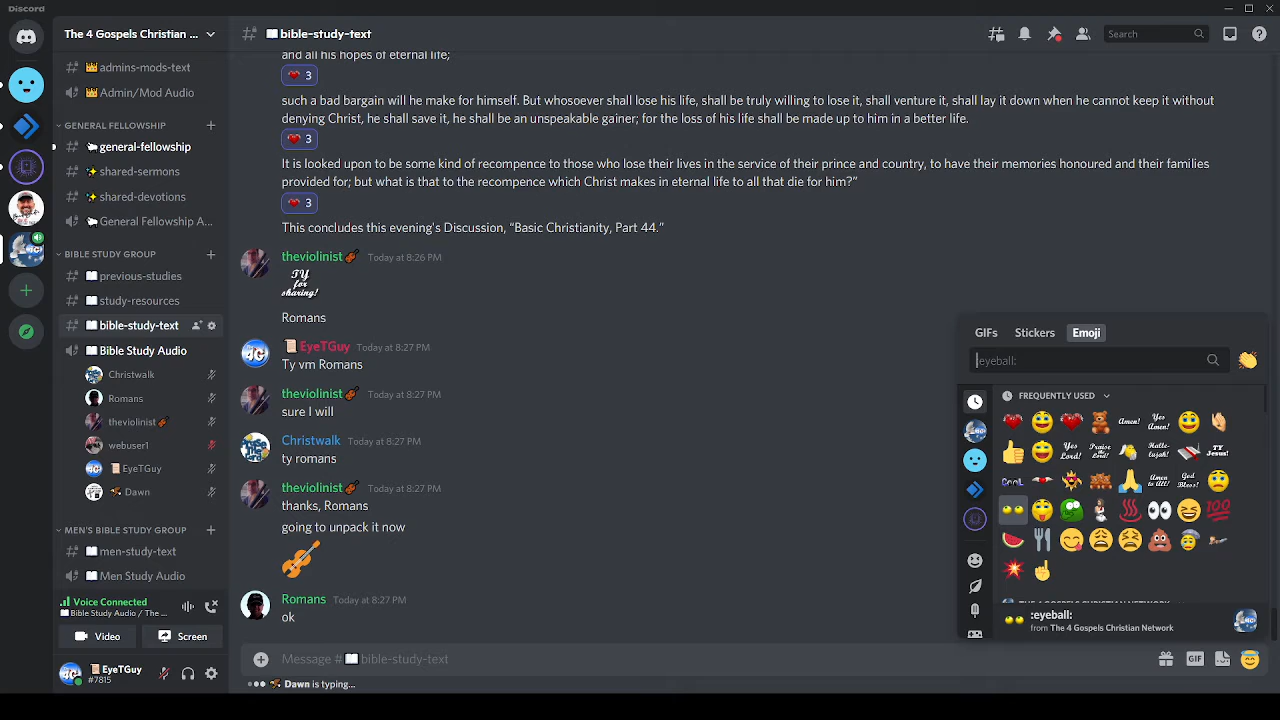 Discord
The 4 Gospels Christian ...
bible-study-text
Search
admins-mods-text
Admin/Mod Audio
GENERAL FELLOWSHIP
general-fellowship
shared-sermons
shared-devotions
General Fellowship A...
BIBLE STUDY GROUP
previous-studies
study-resources
bible-study-text
Bible Study Audio
Christwalk
Romans
theviolinist
webuser1
EyeTGuy
Dawn
MEN'S BIBLE STUDY GROUP
men-study-text
Men Study Audio
Voice Connected
Bible Study Audio / The ...
Video
Screen
EyeTGuy
#7815
and all his hopes of eternal life;
3
such a bad bargain will he make for himself. But whosoever shall lose his life, shall be truly willing to lose it, shall venture it, shall lay it down when he cannot keep it without
denying Christ, he shall save it, he shall be an unspeakable gainer; for the loss of his life shall be made up to him in a better life.
3
It is looked upon to be some kind of recompence to those who lose their lives in the service of their prince and country, to have their memories honoured and their families
provided for; but what is that to the recompence which Christ makes in eternal life to all that die for him?”
3
This concludes this evening's Discussion, “Basic Christianity, Part 44.”
theviolinist Today at 8:26 PM
TY
for
sharing!
Romans
EyeTGuy Today at 8:27 PM
Ty vm Romans
theviolinist Today at 8:27 PM
sure I will
Christwalk Today at 8:27 PM
ty romans
theviolinist Today at 8:27 PM
thanks, Romans
going to unpack it now
Romans Today at 8:27 PM
ok
Message # bible-study-text
GIF
Dawn is typing...
GIFs Stickers Emoji
:eyeball:
FREQUENTLY USED
Amen! Yes Amen!
Yes Lord! Praise Lord! Halle-lujah! TY Jesus!
COOL Amen to all! God Bless!
100
THE 4 GOSPELS CHRISTIAN NETWORK
:eyeball:
from The 4 Gospels Christian Network